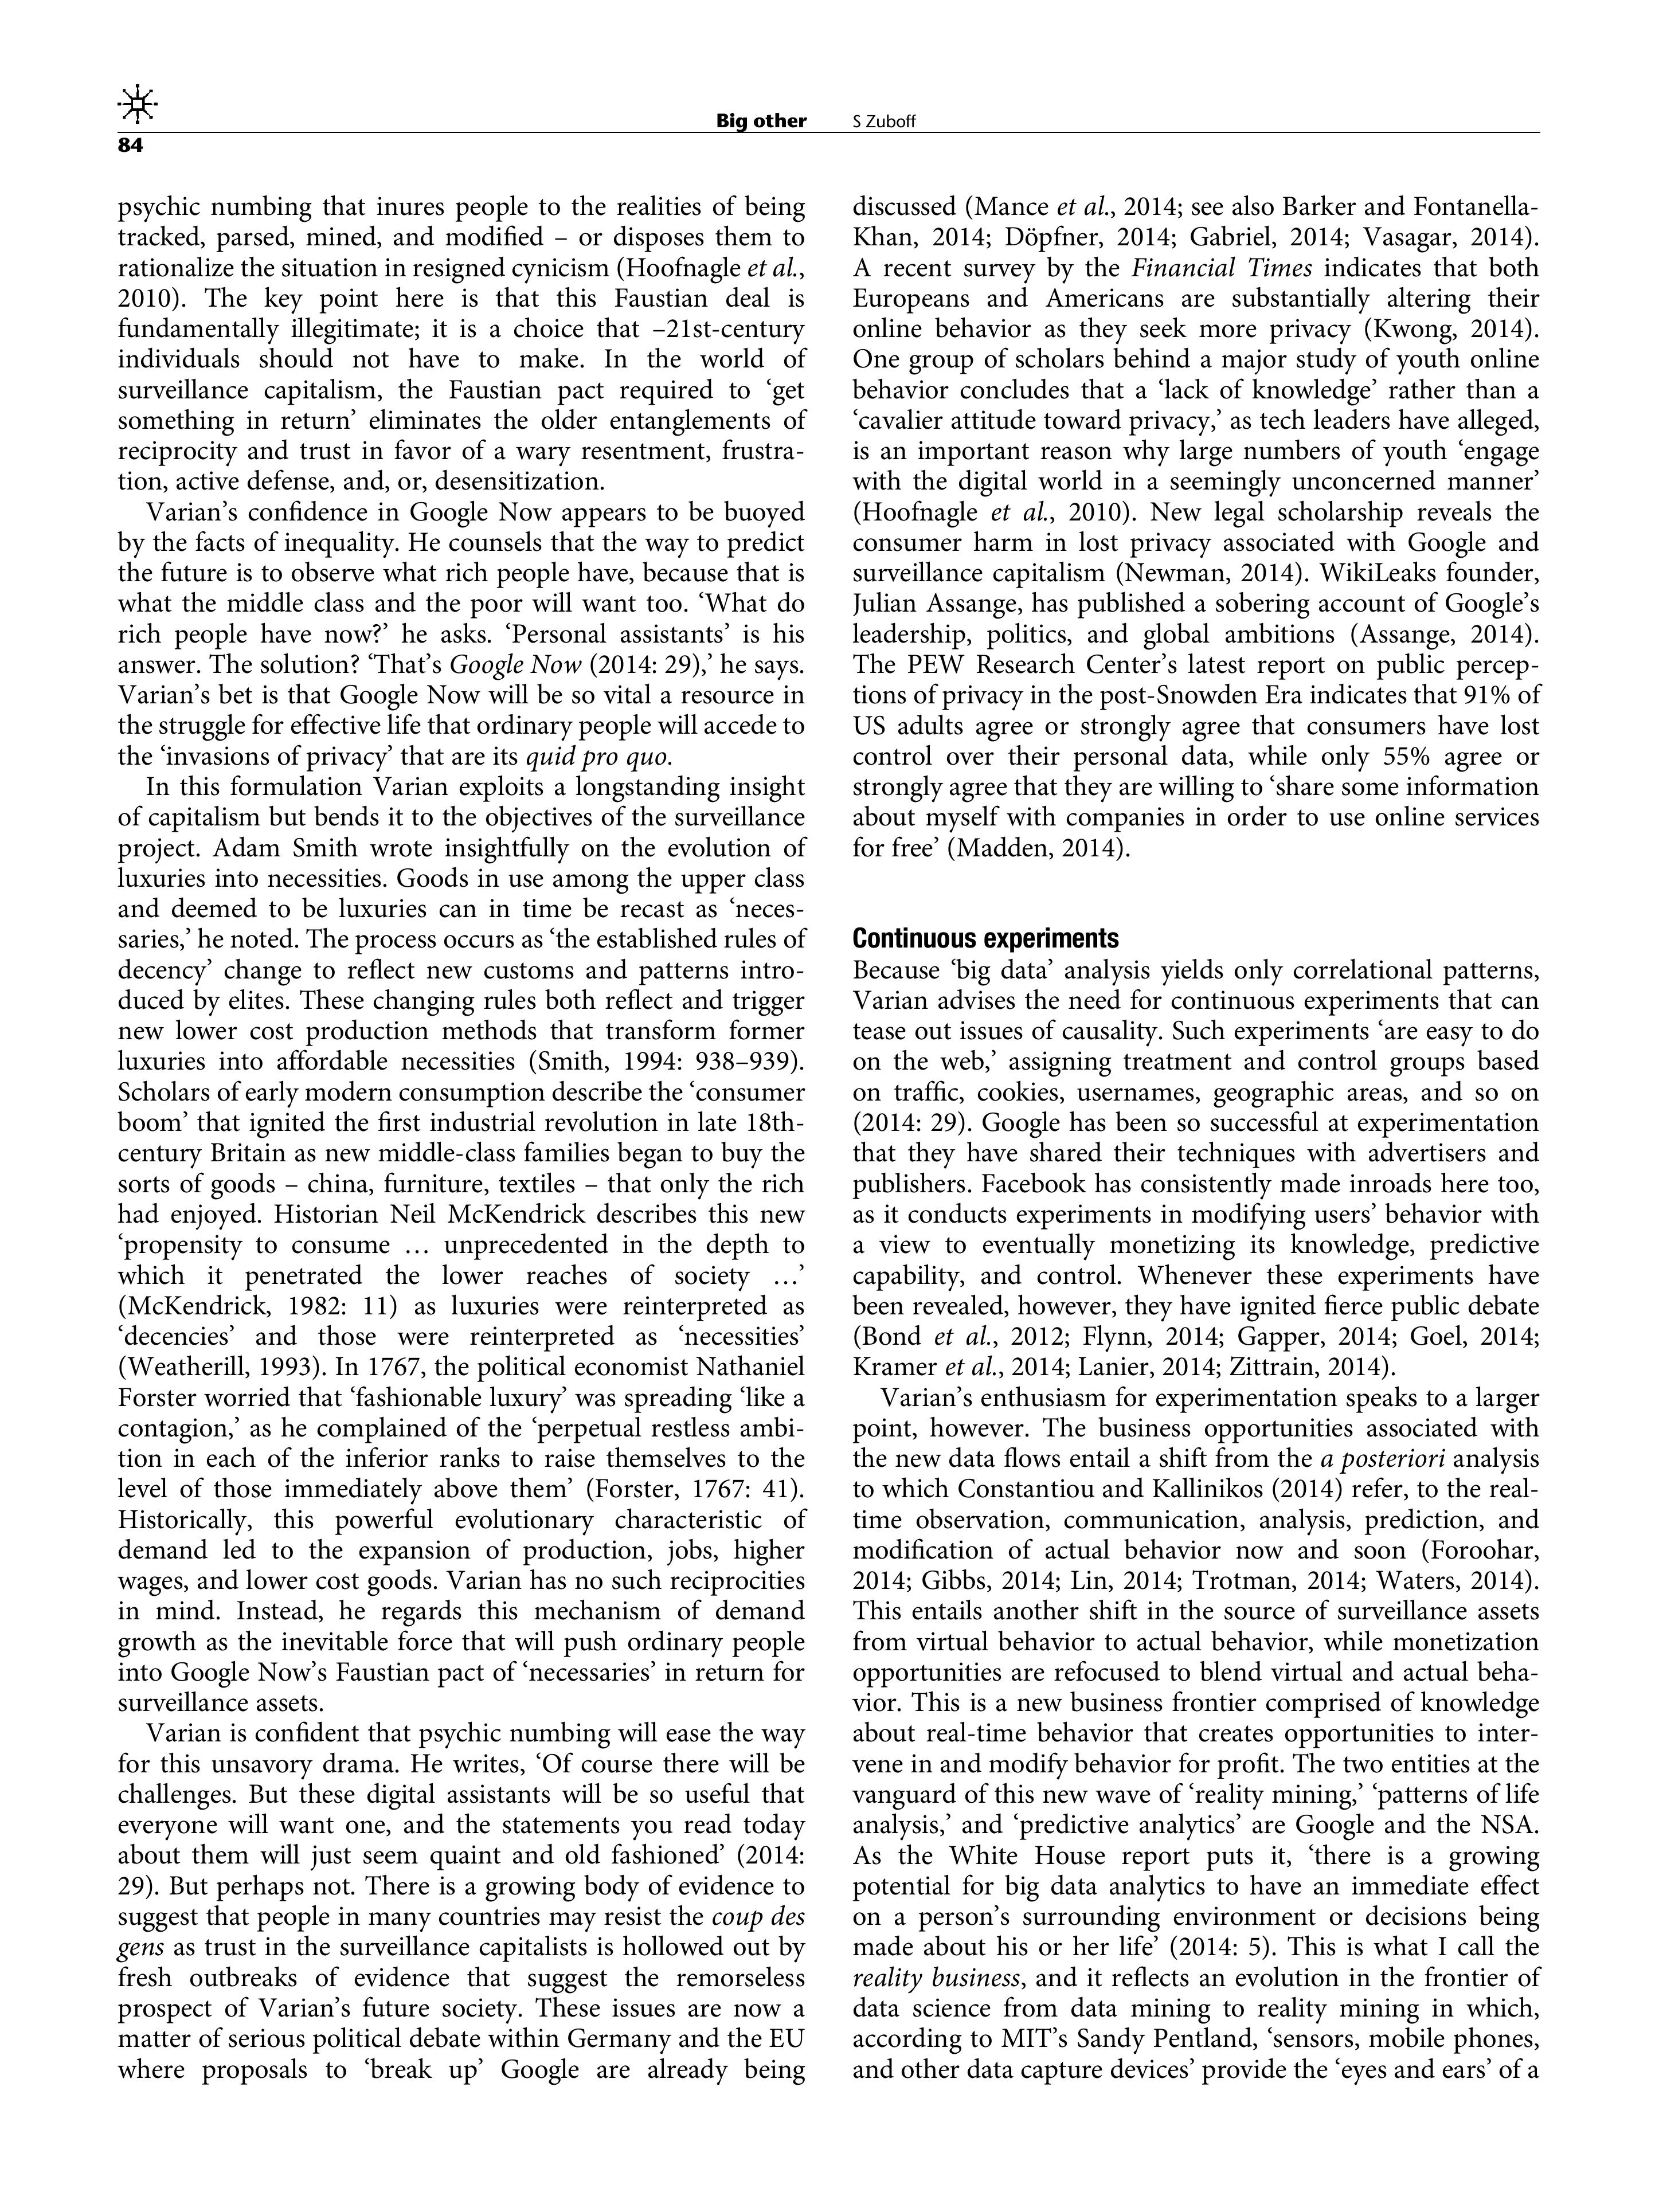 Big other S Zuboff
84
psychic numbing that inures people to the realities of being
tracked, parsed, mined, and modified – or disposes them to
rationalize the situation in resigned cynicism (Hoofnagle et al.,
2010). The key point here is that this Faustian deal is
fundamentally illegitimate; it is a choice that –21st-century
individuals should not have to make. In the world of
surveillance capitalism, the Faustian pact required to ‘get
something in return’ eliminates the older entanglements of
reciprocity and trust in favor of a wary resentment, frustra-
tion, active defense, and, or, desensitization.
Varian’s confidence in Google Now appears to be buoyed
by the facts of inequality. He counsels that the way to predict
the future is to observe what rich people have, because that is
what the middle class and the poor will want too. ‘What do
rich people have now?’ he asks. ‘Personal assistants’ is his
answer. The solution? ‘That’s Google Now (2014: 29),’ he says.
Varian’s bet is that Google Now will be so vital a resource in
the struggle for effective life that ordinary people will accede to
the ‘invasions of privacy’ that are its quid pro quo.
In this formulation Varian exploits a longstanding insight
of capitalism but bends it to the objectives of the surveillance
project. Adam Smith wrote insightfully on the evolution of
luxuries into necessities. Goods in use among the upper class
and deemed to be luxuries can in time be recast as ‘neces-
saries,’ he noted. The process occurs as ‘the established rules of
decency’ change to reflect new customs and patterns intro-
duced by elites. These changing rules both reflect and trigger
new lower cost production methods that transform former
luxuries into affordable necessities (Smith, 1994: 938–939).
Scholars of early modern consumption describe the ‘consumer
boom’ that ignited the first industrial revolution in late 18th-
century Britain as new middle-class families began to buy the
sorts of goods – china, furniture, textiles – that only the rich
had enjoyed. Historian Neil McKendrick describes this new
‘propensity to consume … unprecedented in the depth to
which it penetrated the lower reaches of society …’
(McKendrick, 1982: 11) as luxuries were reinterpreted as
‘decencies’ and those were reinterpreted as ‘necessities’
(Weatherill, 1993). In 1767, the political economist Nathaniel
Forster worried that ‘fashionable luxury’ was spreading ‘like a
contagion,’ as he complained of the ‘perpetual restless ambi-
tion in each of the inferior ranks to raise themselves to the
level of those immediately above them’ (Forster, 1767: 41).
Historically, this powerful evolutionary characteristic of
demand led to the expansion of production, jobs, higher
wages, and lower cost goods. Varian has no such reciprocities
in mind. Instead, he regards this mechanism of demand
growth as the inevitable force that will push ordinary people
into Google Now’s Faustian pact of ‘necessaries’ in return for
surveillance assets.
Varian is confident that psychic numbing will ease the way
for this unsavory drama. He writes, ‘Of course there will be
challenges. But these digital assistants will be so useful that
everyone will want one, and the statements you read today
about them will just seem quaint and old fashioned’ (2014:
29). But perhaps not. There is a growing body of evidence to
suggest that people in many countries may resist the coup des
gens as trust in the surveillance capitalists is hollowed out by
fresh outbreaks of evidence that suggest the remorseless
prospect of Varian’s future society. These issues are now a
matter of serious political debate within Germany and the EU
where proposals to ‘break up’ Google are already being
discussed (Mance et al., 2014; see also Barker and Fontanella-
Khan, 2014; Döpfner, 2014; Gabriel, 2014; Vasagar, 2014).
A recent survey by the Financial Times indicates that both
Europeans and Americans are substantially altering their
online behavior as they seek more privacy (Kwong, 2014).
One group of scholars behind a major study of youth online
behavior concludes that a ‘lack of knowledge’ rather than a
‘cavalier attitude toward privacy,’ as tech leaders have alleged,
is an important reason why large numbers of youth ‘engage
with the digital world in a seemingly unconcerned manner’
(Hoofnagle et al., 2010). New legal scholarship reveals the
consumer harm in lost privacy associated with Google and
surveillance capitalism (Newman, 2014). WikiLeaks founder,
Julian Assange, has published a sobering account of Google’s
leadership, politics, and global ambitions (Assange, 2014).
The PEW Research Center’s latest report on public percep-
tions of privacy in the post-Snowden Era indicates that 91% of
US adults agree or strongly agree that consumers have lost
control over their personal data, while only 55% agree or
strongly agree that they are willing to ‘share some information
about myself with companies in order to use online services
for free’ (Madden, 2014).
Continuous experiments
Because ‘big data’ analysis yields only correlational patterns,
Varian advises the need for continuous experiments that can
tease out issues of causality. Such experiments ‘are easy to do
on the web,’ assigning treatment and control groups based
on traffic, cookies, usernames, geographic areas, and so on
(2014: 29). Google has been so successful at experimentation
that they have shared their techniques with advertisers and
publishers. Facebook has consistently made inroads here too,
as it conducts experiments in modifying users’ behavior with
a view to eventually monetizing its knowledge, predictive
capability, and control. Whenever these experiments have
been revealed, however, they have ignited fierce public debate
(Bond et al., 2012; Flynn, 2014; Gapper, 2014; Goel, 2014;
Kramer et al., 2014; Lanier, 2014; Zittrain, 2014).
Varian’s enthusiasm for experimentation speaks to a larger
point, however. The business opportunities associated with
the new data flows entail a shift from the a posteriori analysis
to which Constantiou and Kallinikos (2014) refer, to the real-
time observation, communication, analysis, prediction, and
modification of actual behavior now and soon (Foroohar,
2014; Gibbs, 2014; Lin, 2014; Trotman, 2014; Waters, 2014).
This entails another shift in the source of surveillance assets
from virtual behavior to actual behavior, while monetization
opportunities are refocused to blend virtual and actual beha-
vior. This is a new business frontier comprised of knowledge
about real-time behavior that creates opportunities to inter-
vene in and modify behavior for profit. The two entities at the
vanguard of this new wave of ‘reality mining,’ ‘patterns of life
analysis,’ and ‘predictive analytics’ are Google and the NSA.
As the White House report puts it, ‘there is a growing
potential for big data analytics to have an immediate effect
on a person’s surrounding environment or decisions being
made about his or her life’ (2014: 5). This is what I call the
reality business, and it reflects an evolution in the frontier of
data science from data mining to reality mining in which,
according to MIT’s Sandy Pentland, ‘sensors, mobile phones,
and other data capture devices’ provide the ‘eyes and ears’ of a